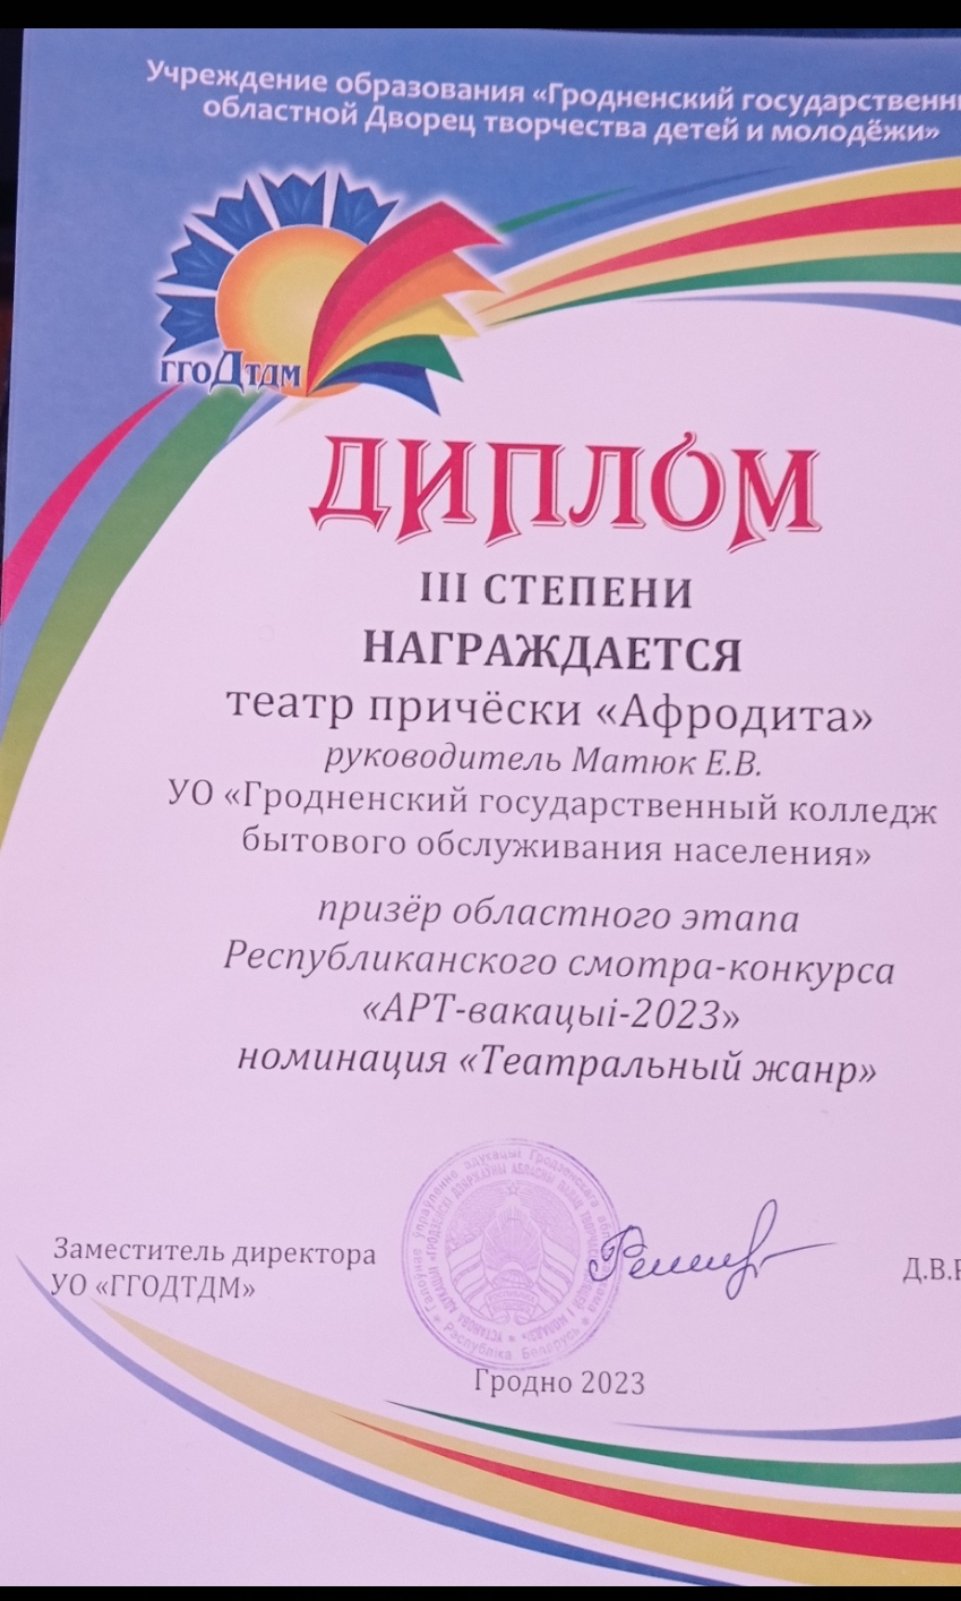 Учреждение образования «Гродненский государственн
областной Дворец творчества детей и молодёжи»
ГГОДТДМ
ДИПЛОМ
III СТЕПЕНИ
НАГРАЖДАЕТСЯ
театр причёски «Афродита»
руководитель Матюк Е.В.
УО «Гродненский государственный колледж
бытового обслуживания населения»
призёр областного этапа
Республиканского смотра-конкурса
«АРТ-вакацыі-2023»
номинация «Театральный жанр»
Заместитель директора
УО «ГГОДТДМ»
Д.В.
Рэспубліка Беларусь
Гродно 2023